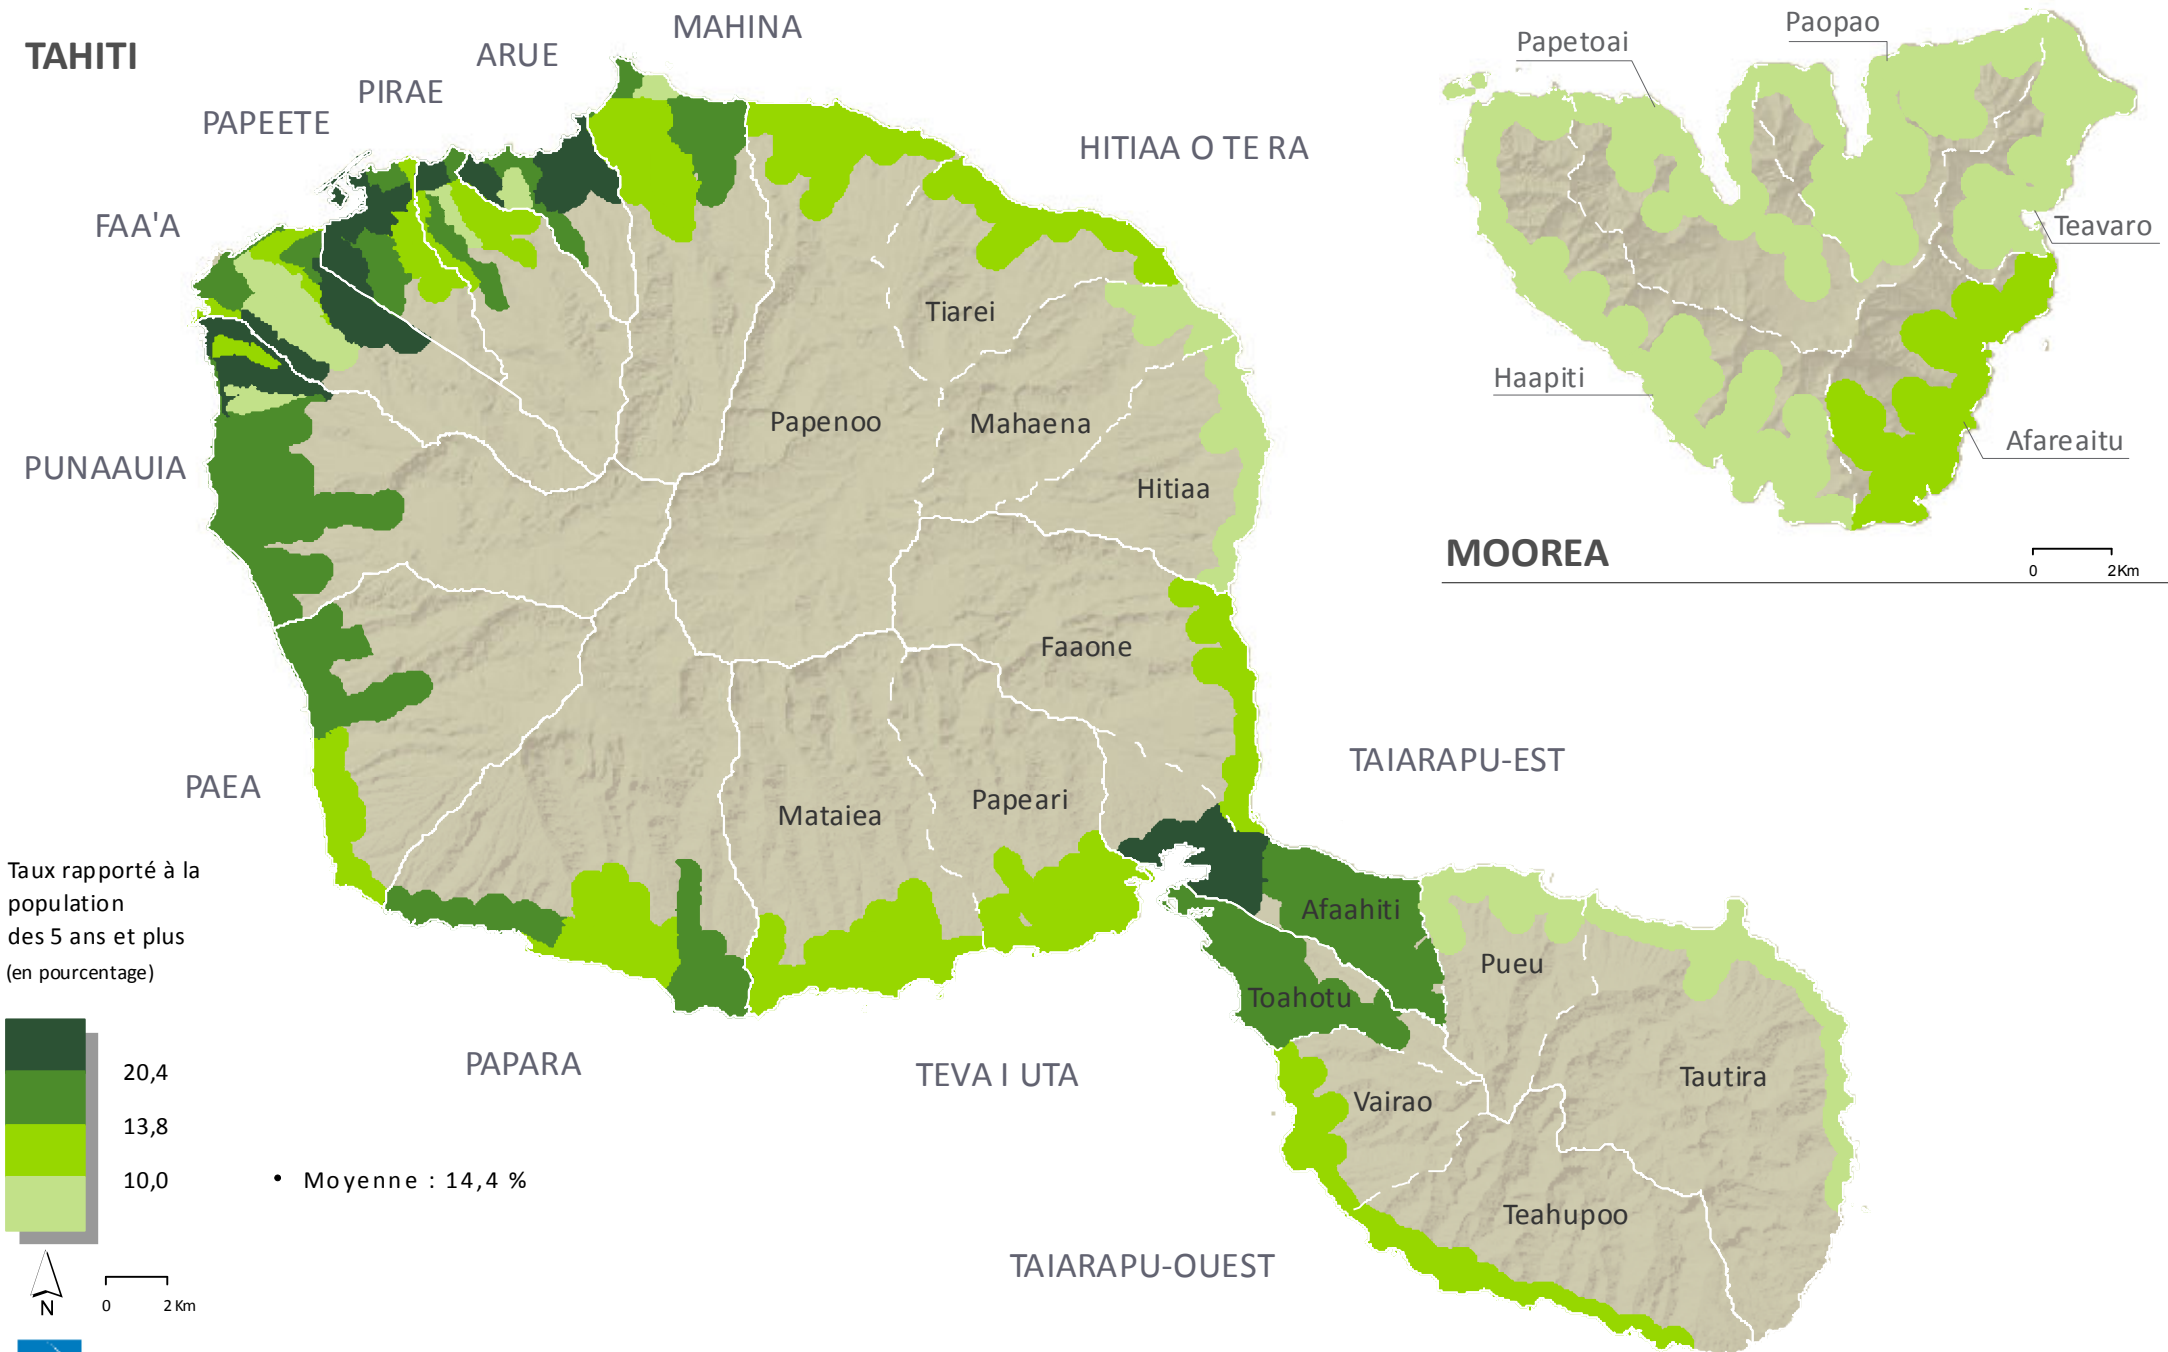 TAHITI
MAHINA
ARUE
PIRAE
PAPEETE
FAA'A
HITIAA O TE RA
Papetoai
Paopao
Teavaro
Haapiti
Afareaitu
MOOREA
0 2Km
Tiarei
Papenoo
Mahaena
Hitiaa
PUNAAUIA
Faaone
PAEA
Mataiea
Papeari
TAIARAPU-EST
Afaahiti
Pueu
Toahotu
Tautira
Vairao
Teahupoo
PAPARA
TEVA I UTA
TAIARAPU-OUEST
Taux rapporté à la
population
des 5 ans et plus
(en pourcentage)
20,4
13,8
10,0
• Moyenne : 14,4 %
N
0 2 Km